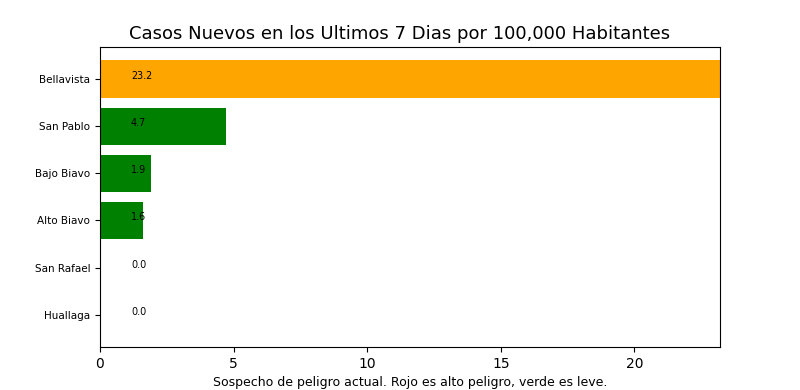 Casos Nuevos en los Ultimos 7 Dias por 100,000 Habitantes
Bellavista 23.2
San Pablo 4.7
Bajo Biavo 1.9
Alto Biavo 1.6
San Rafael 0.0
Huallaga 0.0
0 5 10 15 20
Sospecho de peligro actual. Rojo es alto peligro, verde es leve.